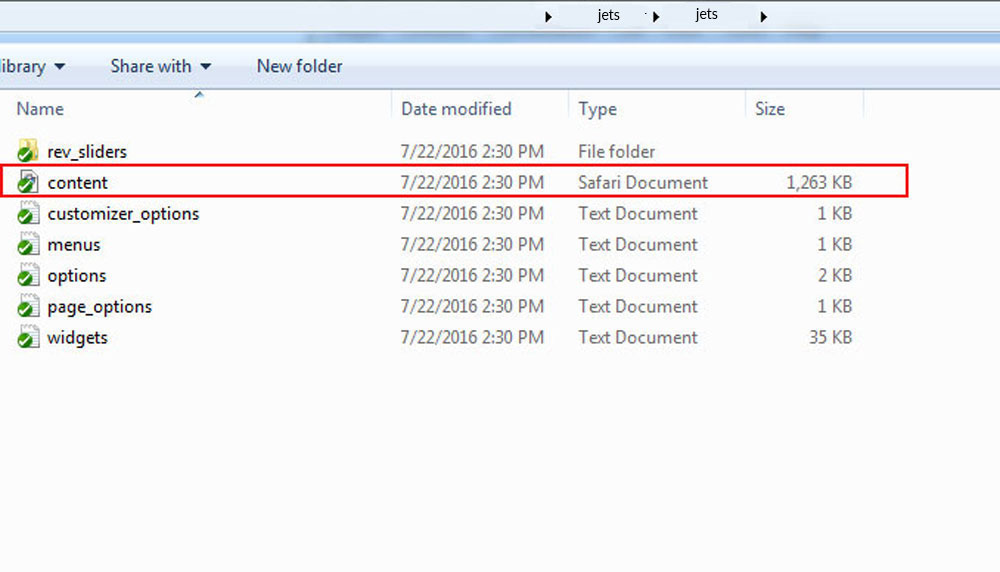 jets jets
library Share with New folder
Name Date modified Type Size
rev_sliders 7/22/2016 2:30 PM File folder
content 7/22/2016 2:30 PM Safari Document 1,263 KB
customizer_options 7/22/2016 2:30 PM Text Document 1 KB
menus 7/22/2016 2:30 PM Text Document 1 KB
options 7/22/2016 2:30 PM Text Document 2 KB
page_options 7/22/2016 2:30 PM Text Document 1 KB
widgets 7/22/2016 2:30 PM Text Document 35 KB